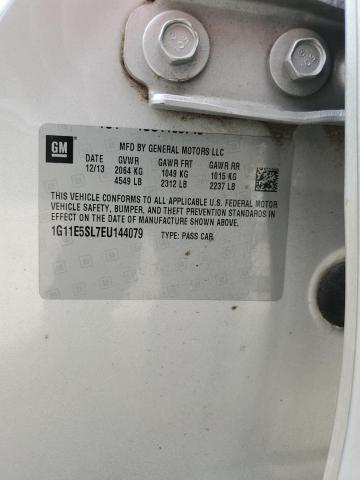 GM
MFD BY GENERAL MOTORS LLC
DATE GVWR GAWR FRT GAWR RR
12/13 2064 KG 1049 KG 1015 KG
4549 LB 2312 LB 2237 LB
THIS VEHICLE CONFORMS TO ALL APPLICABLE U.S. FEDERAL MOTOR
VEHICLE SAFETY, BUMPER, AND THEFT PREVENTION STANDARDS IN
EFFECT ON THE DATE OF MANUFACTURE SHOWN ABOVE.
1G11E5SL7EU144079 TYPE: PASS CAR